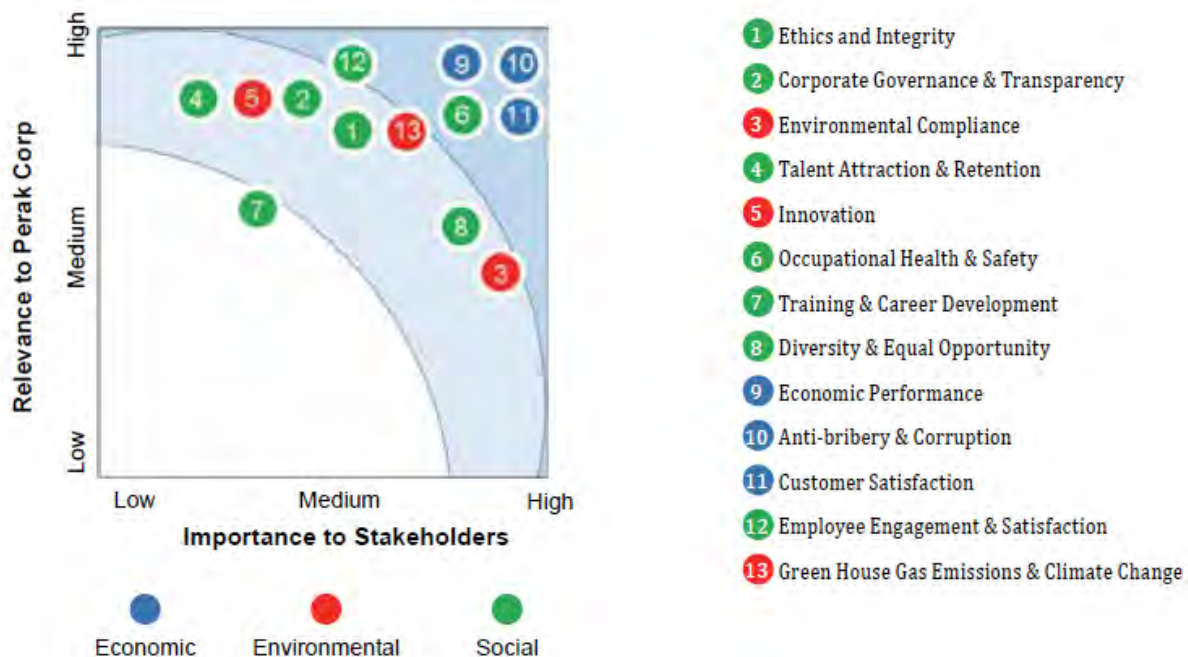 High
Medium
Low
Relevance to Perak Corp
12
9
10
4
5
2
6
11
1
13
7
8
3
Low
Medium
High
Importance to Stakeholders
Economic
Environmental
Social
1 Ethics and Integrity
2 Corporate Governance & Transparency
3 Environmental Compliance
4 Talent Attraction & Retention
5 Innovation
6 Occupational Health & Safety
7 Training & Career Development
8 Diversity & Equal Opportunity
9 Economic Performance
10 Anti-bribery & Corruption
11 Customer Satisfaction
12 Employee Engagement & Satisfaction
13 Green House Gas Emissions & Climate Change